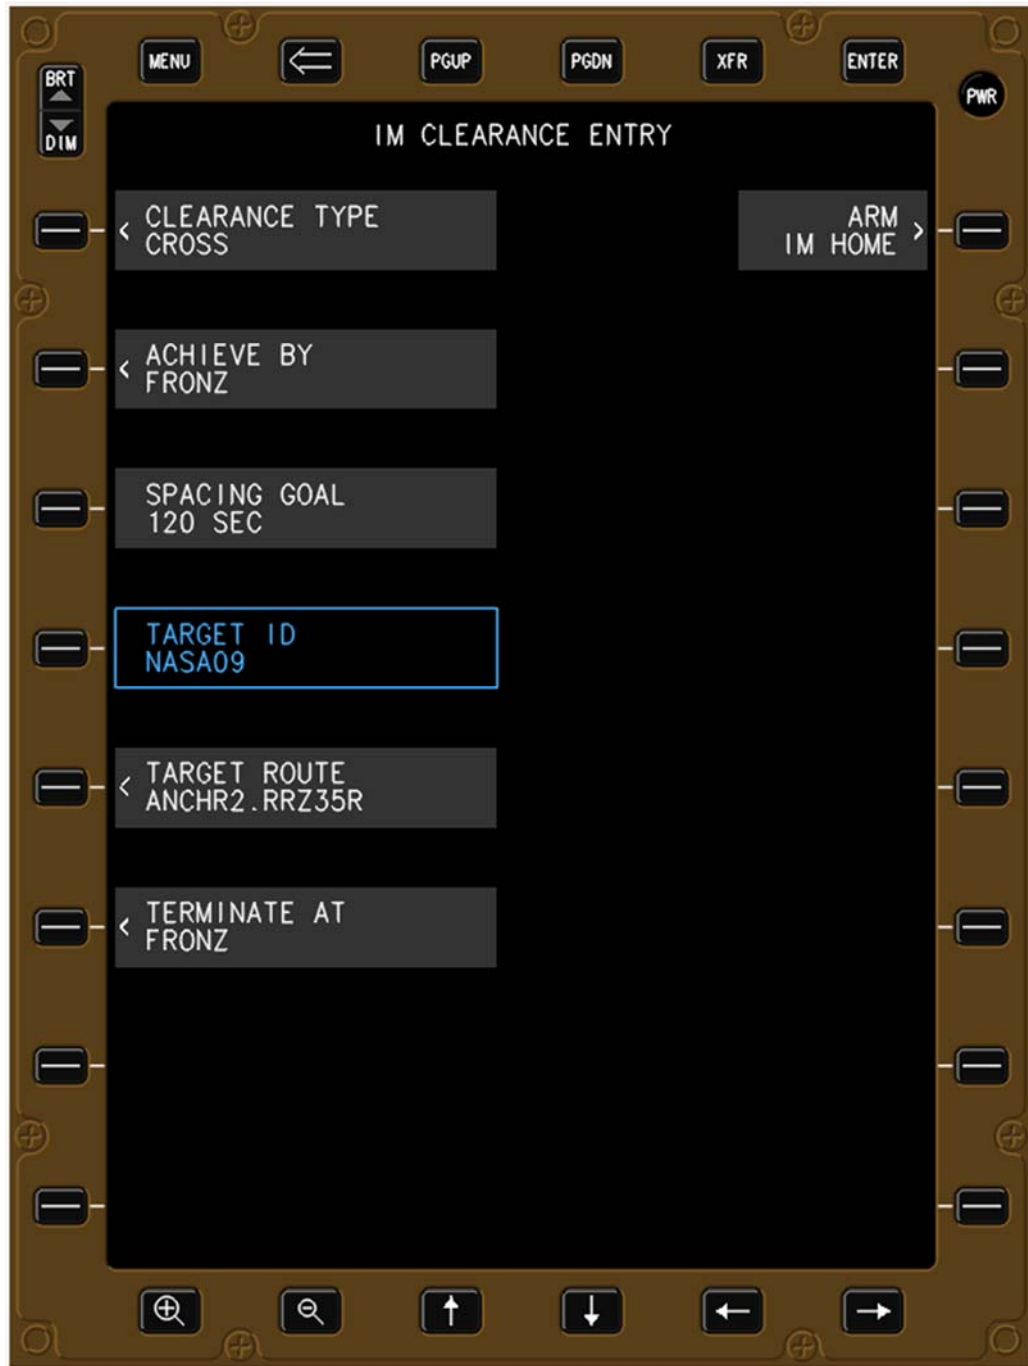 MENU
PGUP
PGDN
XFR
ENTER
BRT
DIM
PWR
IM CLEARANCE ENTRY
< CLEARANCE TYPE
CROSS
ARM >
IM HOME
< ACHIEVE BY
FRONZ
SPACING GOAL
120 SEC
TARGET ID
NASA09
< TARGET ROUTE
ANCHR2.RRZ35R
< TERMINATE AT
FRONZ